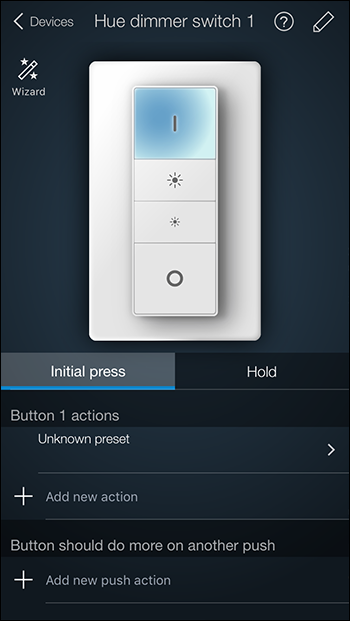 Devices Hue dimmer switch 1 ?
Wizard
Initial press Hold
Button 1 actions
Unknown preset
Add new action
Button should do more on another push
Add new push action